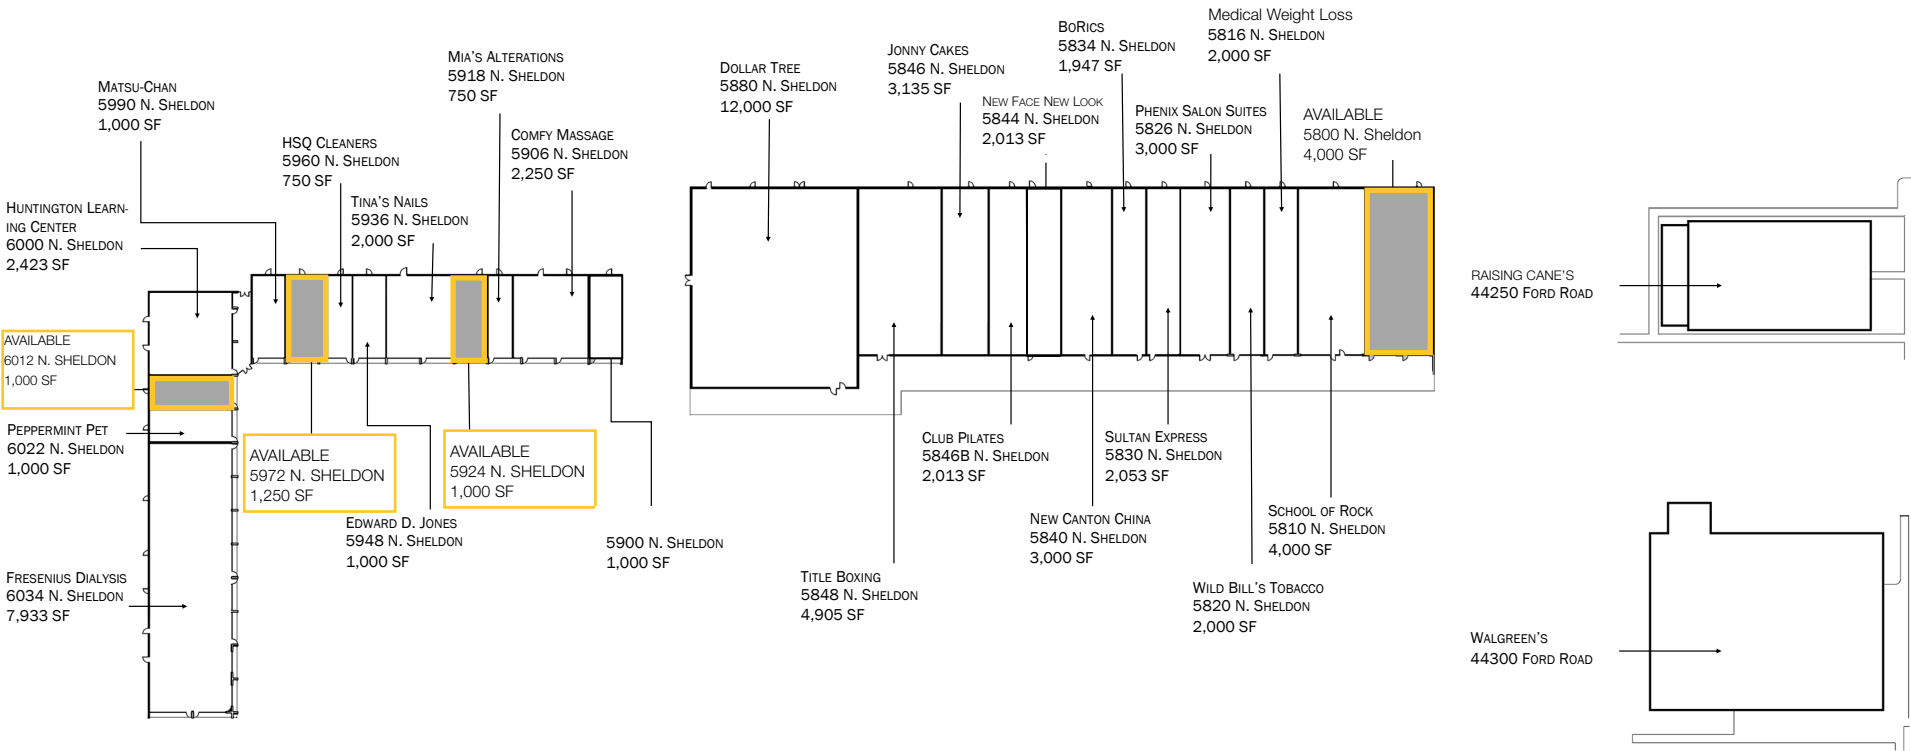 MATSU-CHAN
5990 N. SHELDON
1,000 SF
HUNTINGTON LEARN-
ING CENTER
6000 N. SHELDON
2,423 SF
AVAILABLE
6012 N. SHELDON
1,000 SF
PEPPERMINT PET
6022 N. SHELDON
1,000 SF
FRESENIUS DIALYSIS
6034 N. SHELDON
7,933 SF
HSQ CLEANERS
5960 N. SHELDON
750 SF
TINA'S NAILS
5936 N. SHELDON
2,000 SF
MIA'S ALTERATIONS
5918 N. SHELDON
750 SF
COMFY MASSAGE
5906 N. SHELDON
2,250 SF
AVAILABLE
5972 N. SHELDON
1,250 SF
AVAILABLE
5924 N. SHELDON
1,000 SF
EDWARD D. JONES
5948 N. SHELDON
1,000 SF
5900 N. SHELDON
1,000 SF
DOLLAR TREE
5880 N. SHELDON
12,000 SF
JONNY CAKES
5846 N. SHELDON
3,135 SF
NEW FACE NEW LOOK
5844 N. SHELDON
2,013 SF
BORICS
5834 N. SHELDON
1,947 SF
PHENIX SALON SUITES
5826 N. SHELDON
3,000 SF
Medical Weight Loss
5816 N. SHELDON
2,000 SF
AVAILABLE
5800 N. Sheldon
4,000 SF
TITLE BOXING
5848 N. SHELDON
4,905 SF
CLUB PILATES
5846B N. SHELDON
2,013 SF
NEW CANTON CHINA
5840 N. SHELDON
3,000 SF
SULTAN EXPRESS
5830 N. SHELDON
2,053 SF
WILD BILL'S TOBACCO
5820 N. SHELDON
2,000 SF
SCHOOL OF ROCK
5810 N. SHELDON
4,000 SF
RAISING CANE'S
44250 FORD ROAD
WALGREEN'S
44300 FORD ROAD